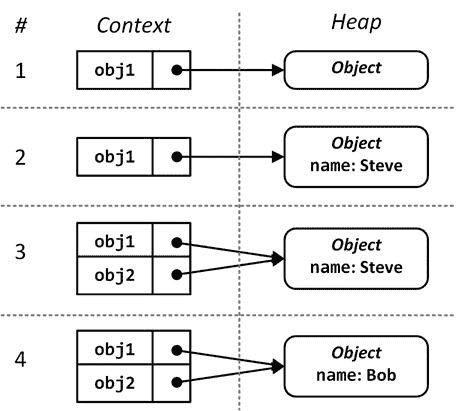 # Context Heap
1 obj1 Object
2 obj1 Object
name: Steve
3 obj1 Object
obj2 name: Steve
4 obj1 Object
obj2 name: Bob